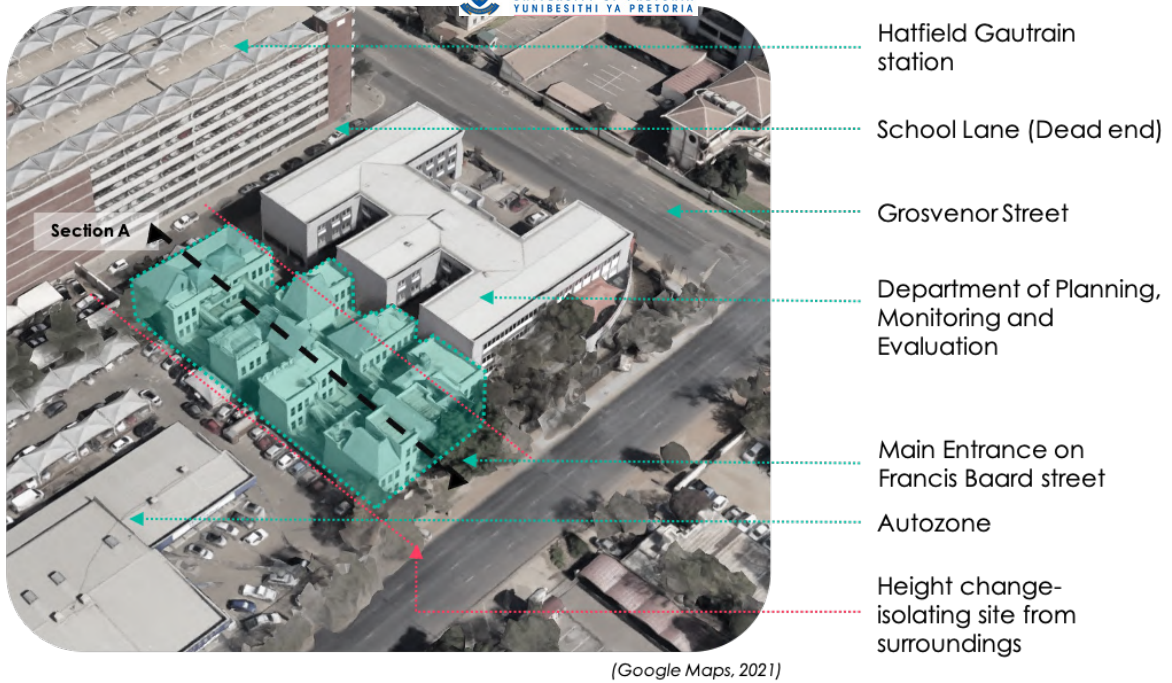 YUNIBESITHI YA PRETORIA
Hatfield Gautrain
station
School Lane (Dead end)
Section A
Grosvenor Street
Department of Planning,
Monitoring and
Evaluation
Main Entrance on
Francis Baard street
Autozone
Height change-
isolating site from
surroundings
(Google Maps, 2021)